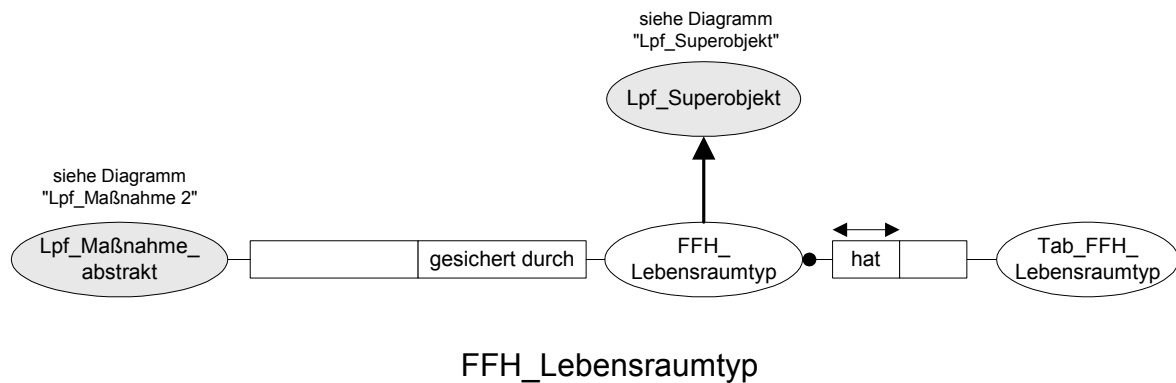 siehe Diagramm
"Lpf_Superobjekt"
Lpf_Superobjekt
siehe Diagramm
"Lpf_Maßnahme 2"
Lpf_Maßnahme_
abstrakt
gesichert durch
FFH_
Lebensraumtyp
hat
Tab_FFH_
Lebensraumtyp
FFH_Lebensraumtyp